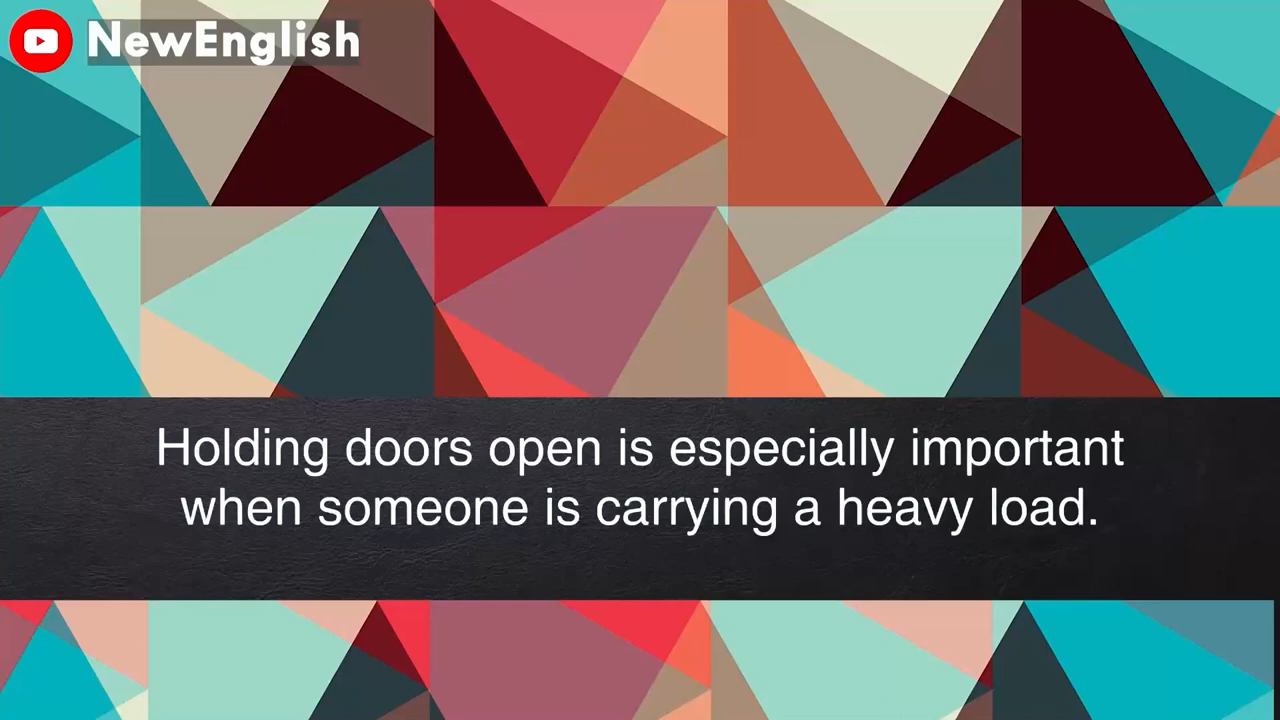 NewEnglish
Holding doors open is especially important
when someone is carrying a heavy load.